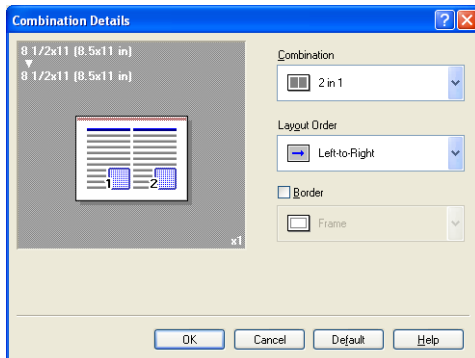 Combination Details
8 1/2x11 (8.5x11 in)
8 1/2x11 (8.5x11 in)
1 2
x1
Combination
2 in 1
Layout Order
Left-to-Right
Border
Frame
OK Cancel Default Help